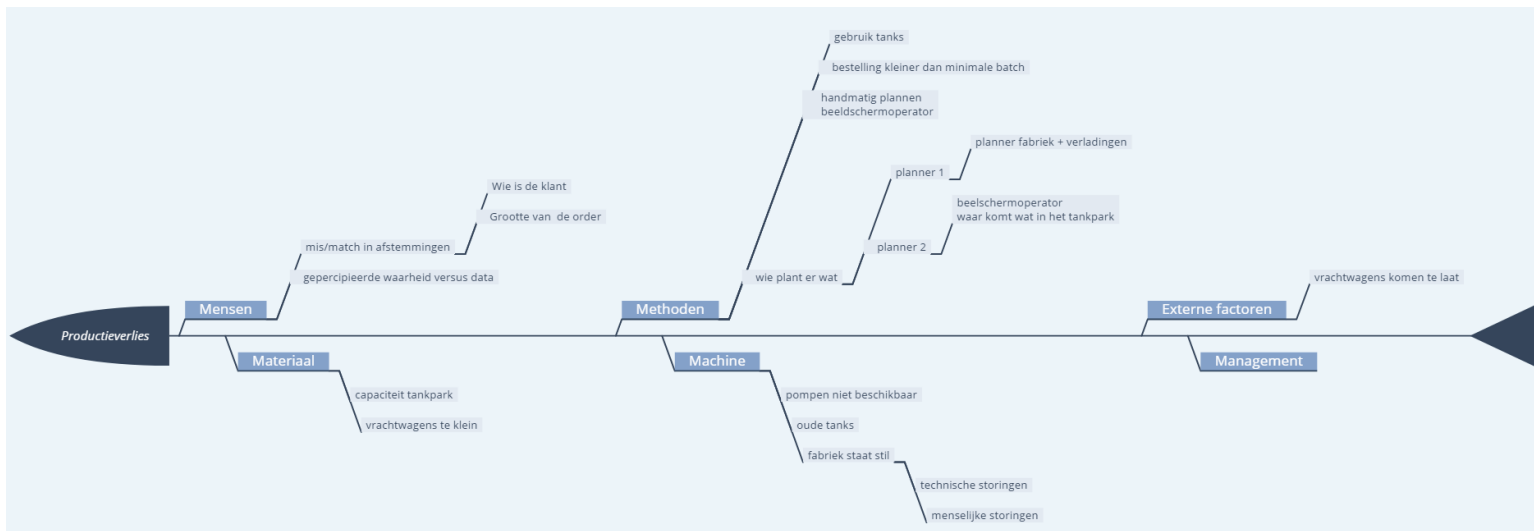 gebruik tanks
bestelling kleiner dan minimale batch
handmatig plannen
beeldschermoperator
planner fabriek + verladingen
planner 1
Wie is de klant
beelschermoperator
waar komt wat in het tankpark
Grootte van de order
mis/match in afstemmingen
planner 2
gepercipieerde waarheid versus data
wie plant er wat
vrachtwagens komen te laat
Mensen
Methoden
Externe factoren
Productieverlies
Materiaal
Machine
Management
capaciteit tankpark
pompen niet beschikbaar
vrachtwagens te klein
oude tanks
fabriek staat stil
technische storingen
menselijke storingen